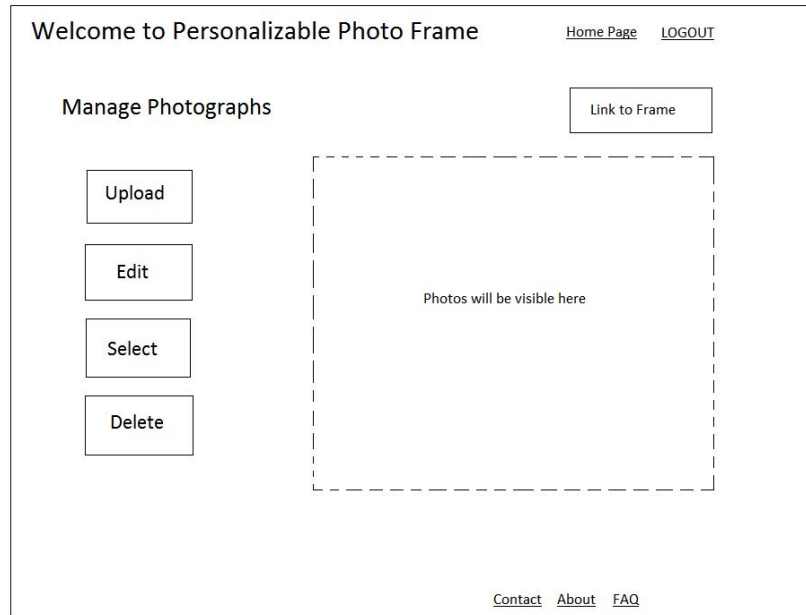 Welcome to Personalizable Photo Frame
Home Page LOGOUT
Manage Photographs
Link to Frame
Upload
Edit
Select
Delete
Photos will be visible here
Contact About FAQ